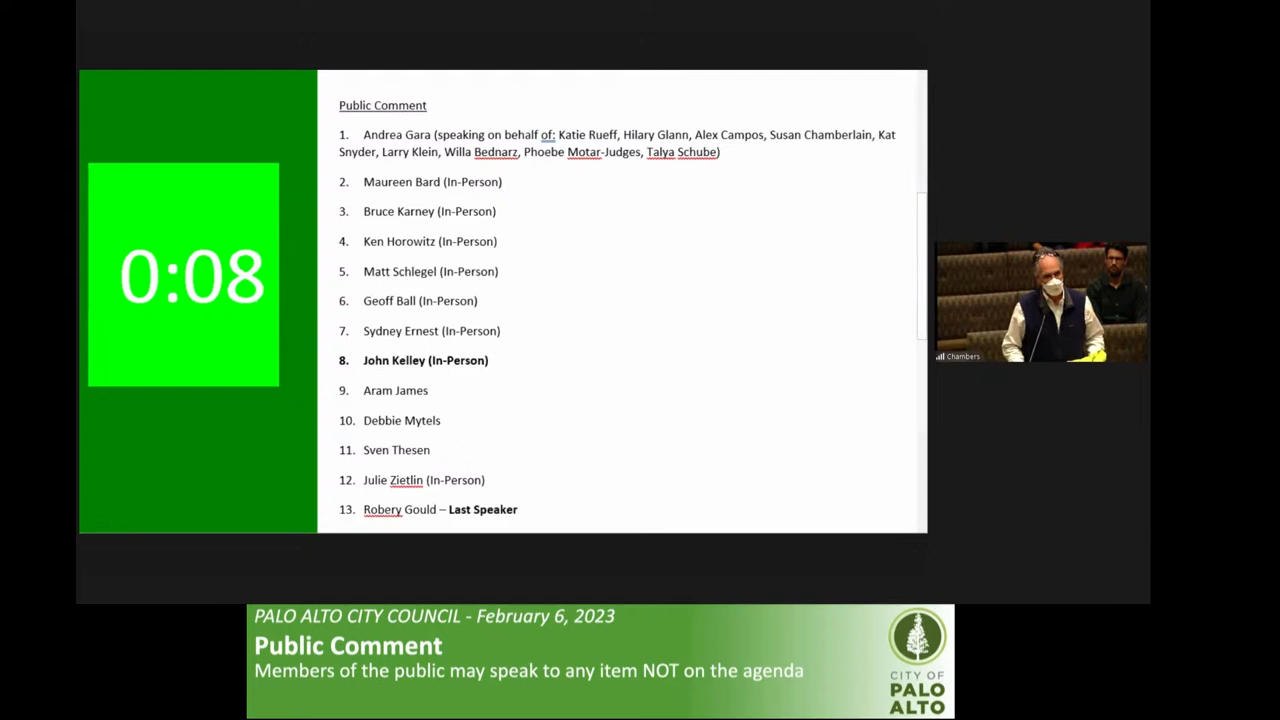 Public Comment
1. Andrea Gara (speaking on behalf of: Katie Rueff, Hilary Glann, Alex Campos, Susan Chamberlain, Kat
Snyder, Larry Klein, Willa Bednarz, Phoebe Motar-Judges, Talya Schube)
2. Maureen Bard (In-Person)
3. Bruce Karney (In-Person)
4. Ken Horowitz (In-Person)
5. Matt Schlegel (In-Person)
6. Geoff Ball (In-Person)
7. Sydney Ernest (In-Person)
8. John Kelley (In-Person)
9. Aram James
10. Debbie Mytels
11. Sven Thesen
12. Julie Zietlin (In-Person)
13. Robery Gould – Last Speaker
0:08
Chambers
PALO ALTO CITY COUNCIL - February 6, 2023
Public Comment
Members of the public may speak to any item NOT on the agenda
CITY OF
PALO
ALTO